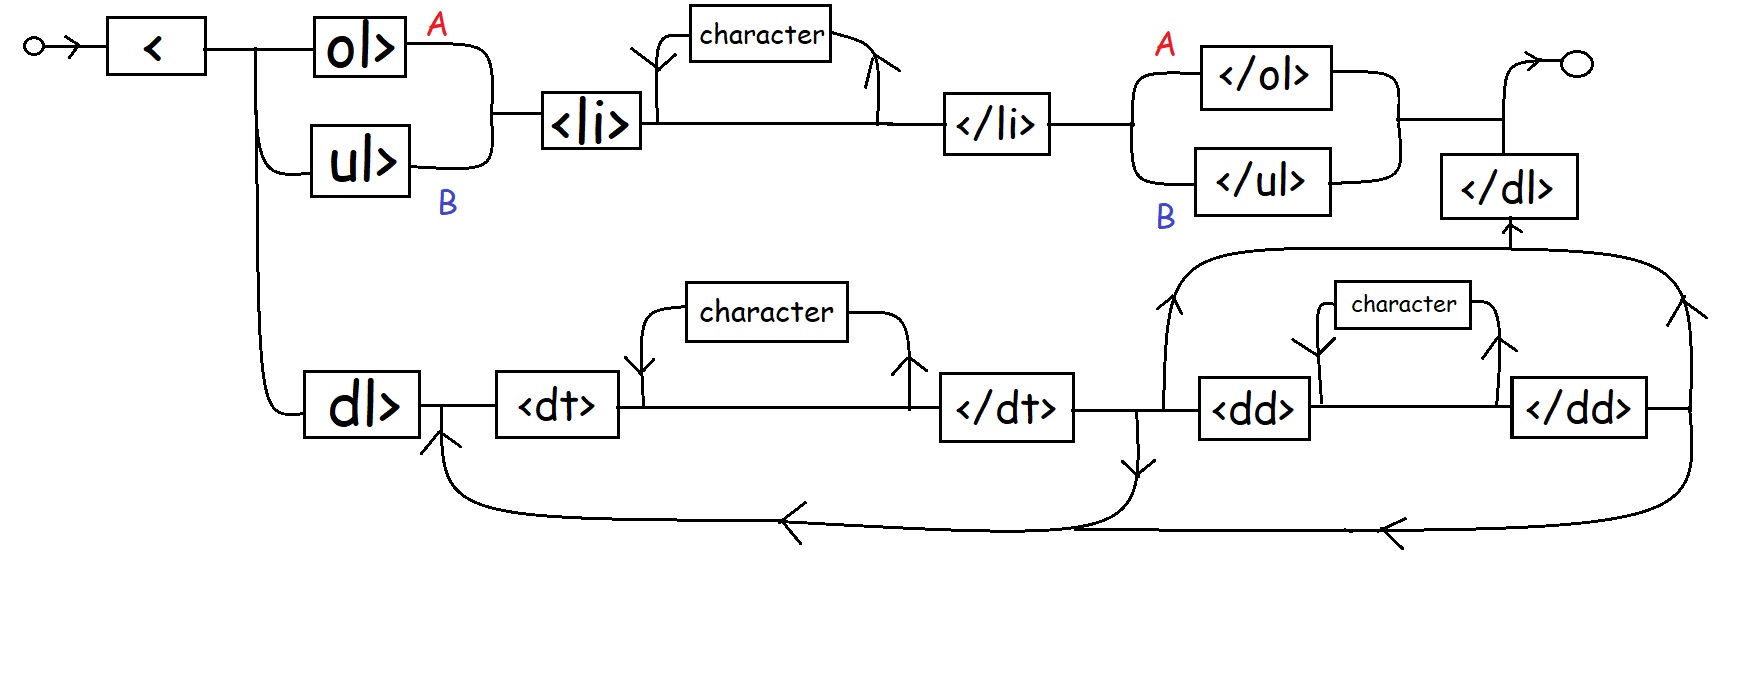 <
ol>
A
ul>
B
<li>
character
</li>
A
</ol>
</ul>
B
</dl>
dl>
<dt>
character
</dt>
<dd>
character
</dd>